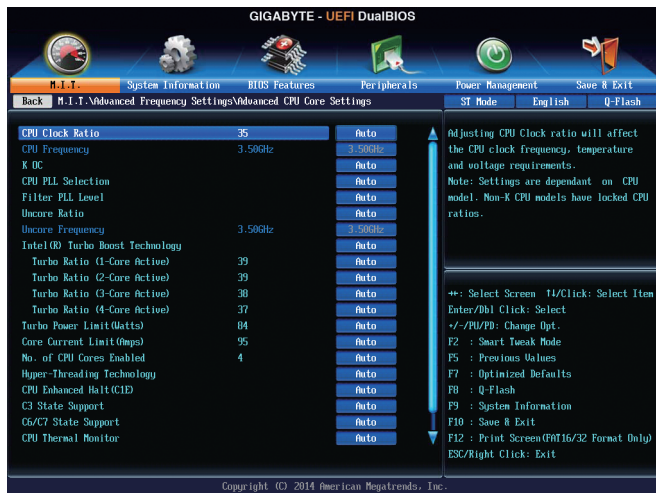 GIGABYTE - UEFI DualBIOS
M.I.T. System Information BIOS Features Peripherals Power Management Save & Exit
Back M.I.T.\Advanced Frequency Settings\Advanced CPU Core Settings ST Mode English Q-Flash
CPU Clock Ratio 35 Auto
CPU Frequency 3.50GHz 3.50GHz
K OC Auto
CPU PLL Selection Auto
Filter PLL Level Auto
Uncore Ratio Auto
Uncore Frequency 3.50GHz 3.50GHz
Intel(R) Turbo Boost Technology Auto
Turbo Ratio (1-Core Active) 39 Auto
Turbo Ratio (2-Core Active) 39 Auto
Turbo Ratio (3-Core Active) 38 Auto
Turbo Ratio (4-Core Active) 37 Auto
Turbo Power Limit(Watts) 84 Auto
Core Current Limit(Amps) 95 Auto
No. of CPU Cores Enabled 4 Auto
Hyper-Threading Technology Auto
CPU Enhanced Halt(C1E) Auto
C3 State Support Auto
C6/C7 State Support Auto
CPU Thermal Monitor Auto
Adjusting CPU Clock ratio will affect
the CPU clock frequency, temperature
and voltage requirements.
Note: Settings are dependant on CPU
model. Non-K CPU models have locked CPU
ratios.
↔: Select Screen ↑↓/Click: Select Item
Enter/Dbl Click: Select
+/-/PU/PD: Change Opt.
F2 : Smart Tweak Mode
F5 : Previous Values
F7 : Optimized Defaults
F8 : Q-Flash
F9 : System Information
F10 : Save & Exit
F12 : Print Screen(FAT16/32 Format Only)
ESC/Right Click: Exit
Copyright (C) 2014 American Megatrends, Inc.